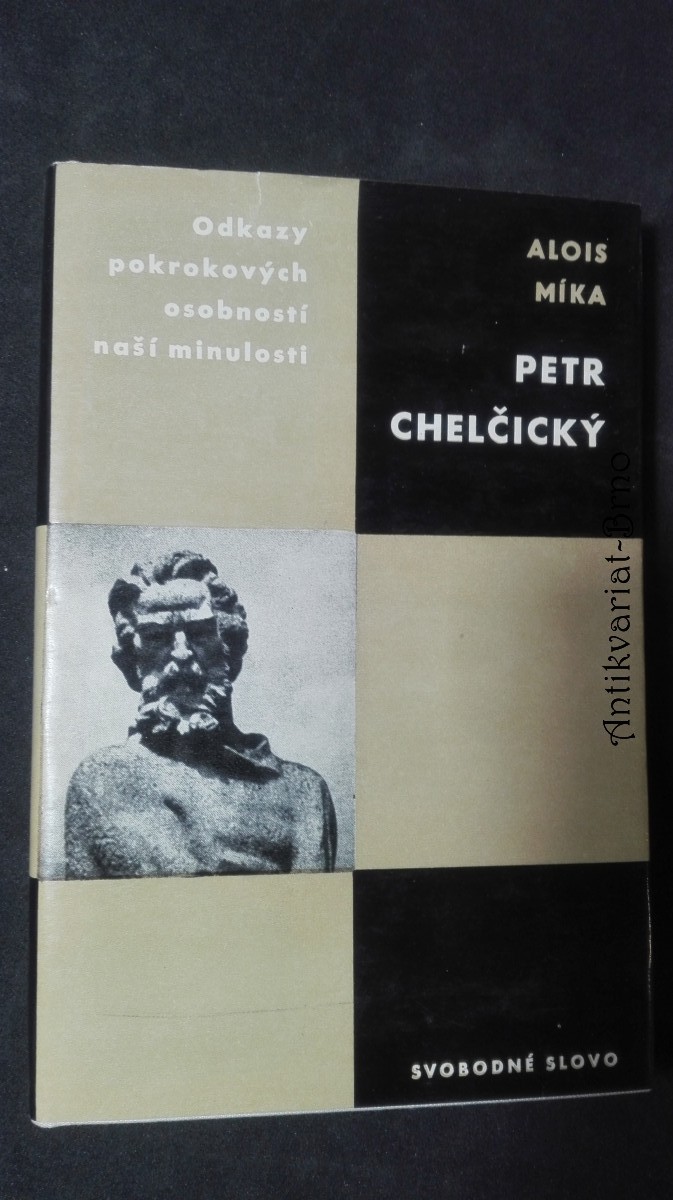 Odkazy
pokrokových
osobností
naší minulosti
ALOIS
MÍKA
PETR
CHELČICKÝ
SVOBODNÉ SLOVO
Antikvariat-Brno